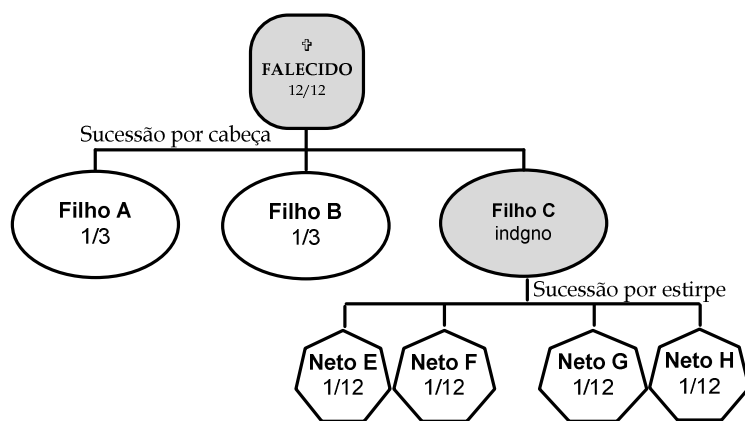 ✞
FALECIDO
12/12
Sucessão por cabeça
Filho A
1/3
Filho B
1/3
Filho C
indgno
Sucessão por estirpe
Neto E
1/12
Neto F
1/12
Neto G
1/12
Neto H
1/12